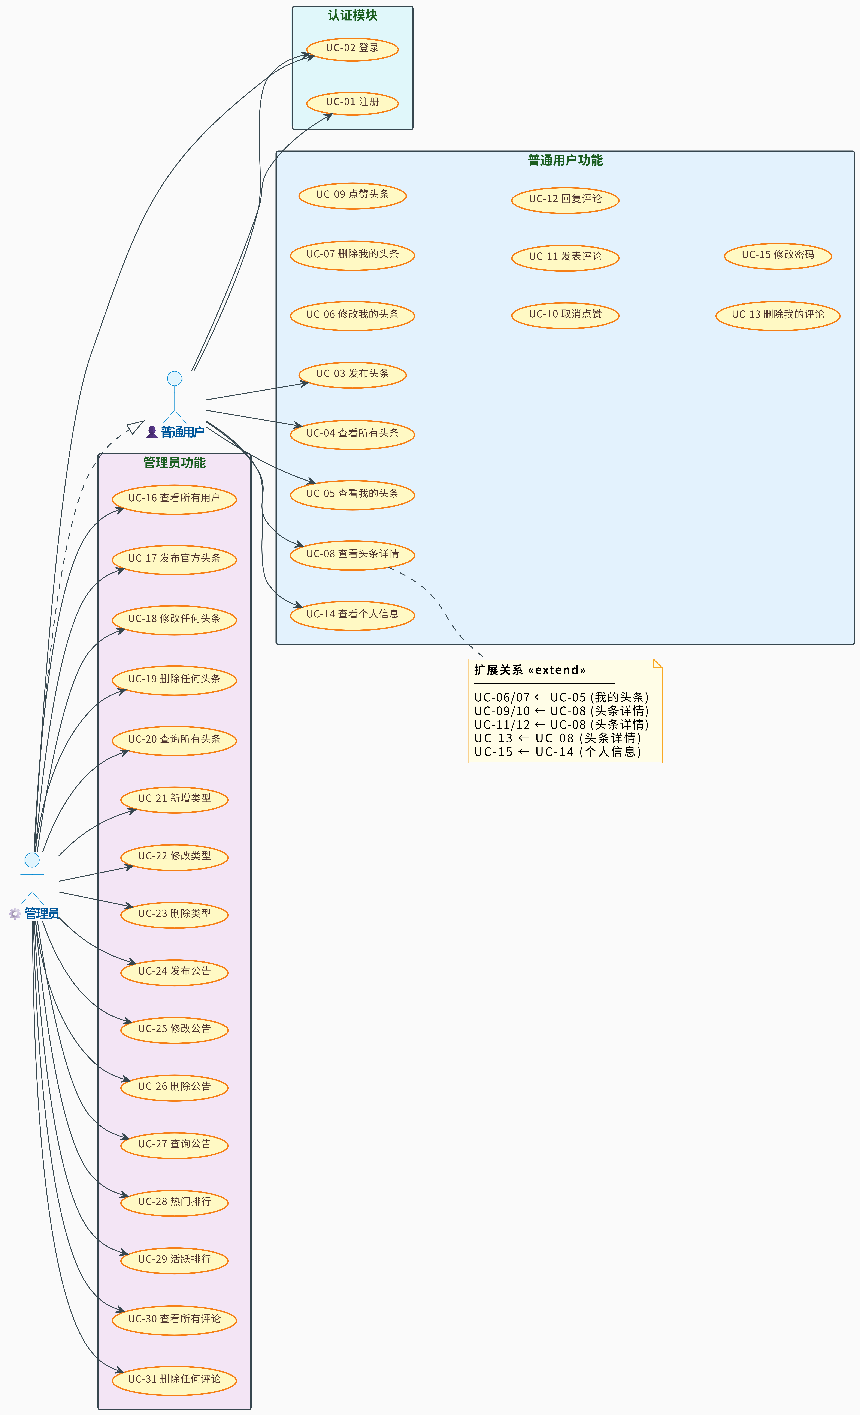 认证模块
UC-02 登录
UC-01 注册
普通用户功能
UC-09 点赞头条
UC-12 回复评论
UC-07 删除我的头条
UC-11 发表评论
UC-15 修改密码
UC-06 修改我的头条
UC-10 取消点赞
UC-13 删除我的评论
UC-03 发布头条
UC-04 查看所有头条
UC-05 查看我的头条
UC-08 查看头条详情
UC-14 查看个人信息
普通用户
扩展关系 «extend»
UC-06/07 ← UC-05 (我的头条)
UC-09/10 ← UC-08 (头条详情)
UC-11/12 ← UC-08 (头条详情)
UC-13 ← UC-08 (头条详情)
UC-15 ← UC-14 (个人信息)
管理员功能
UC-16 查看所有用户
UC-17 发布官方头条
UC-18 修改任何头条
UC-19 删除任何头条
UC-20 查询所有头条
UC-21 新增类型
UC-22 修改类型
UC-23 删除类型
管理员
UC-24 发布公告
UC-25 修改公告
UC-26 删除公告
UC-27 查询公告
UC-28 热门排行
UC-29 活跃排行
UC-30 查看所有评论
UC-31 删除任何评论